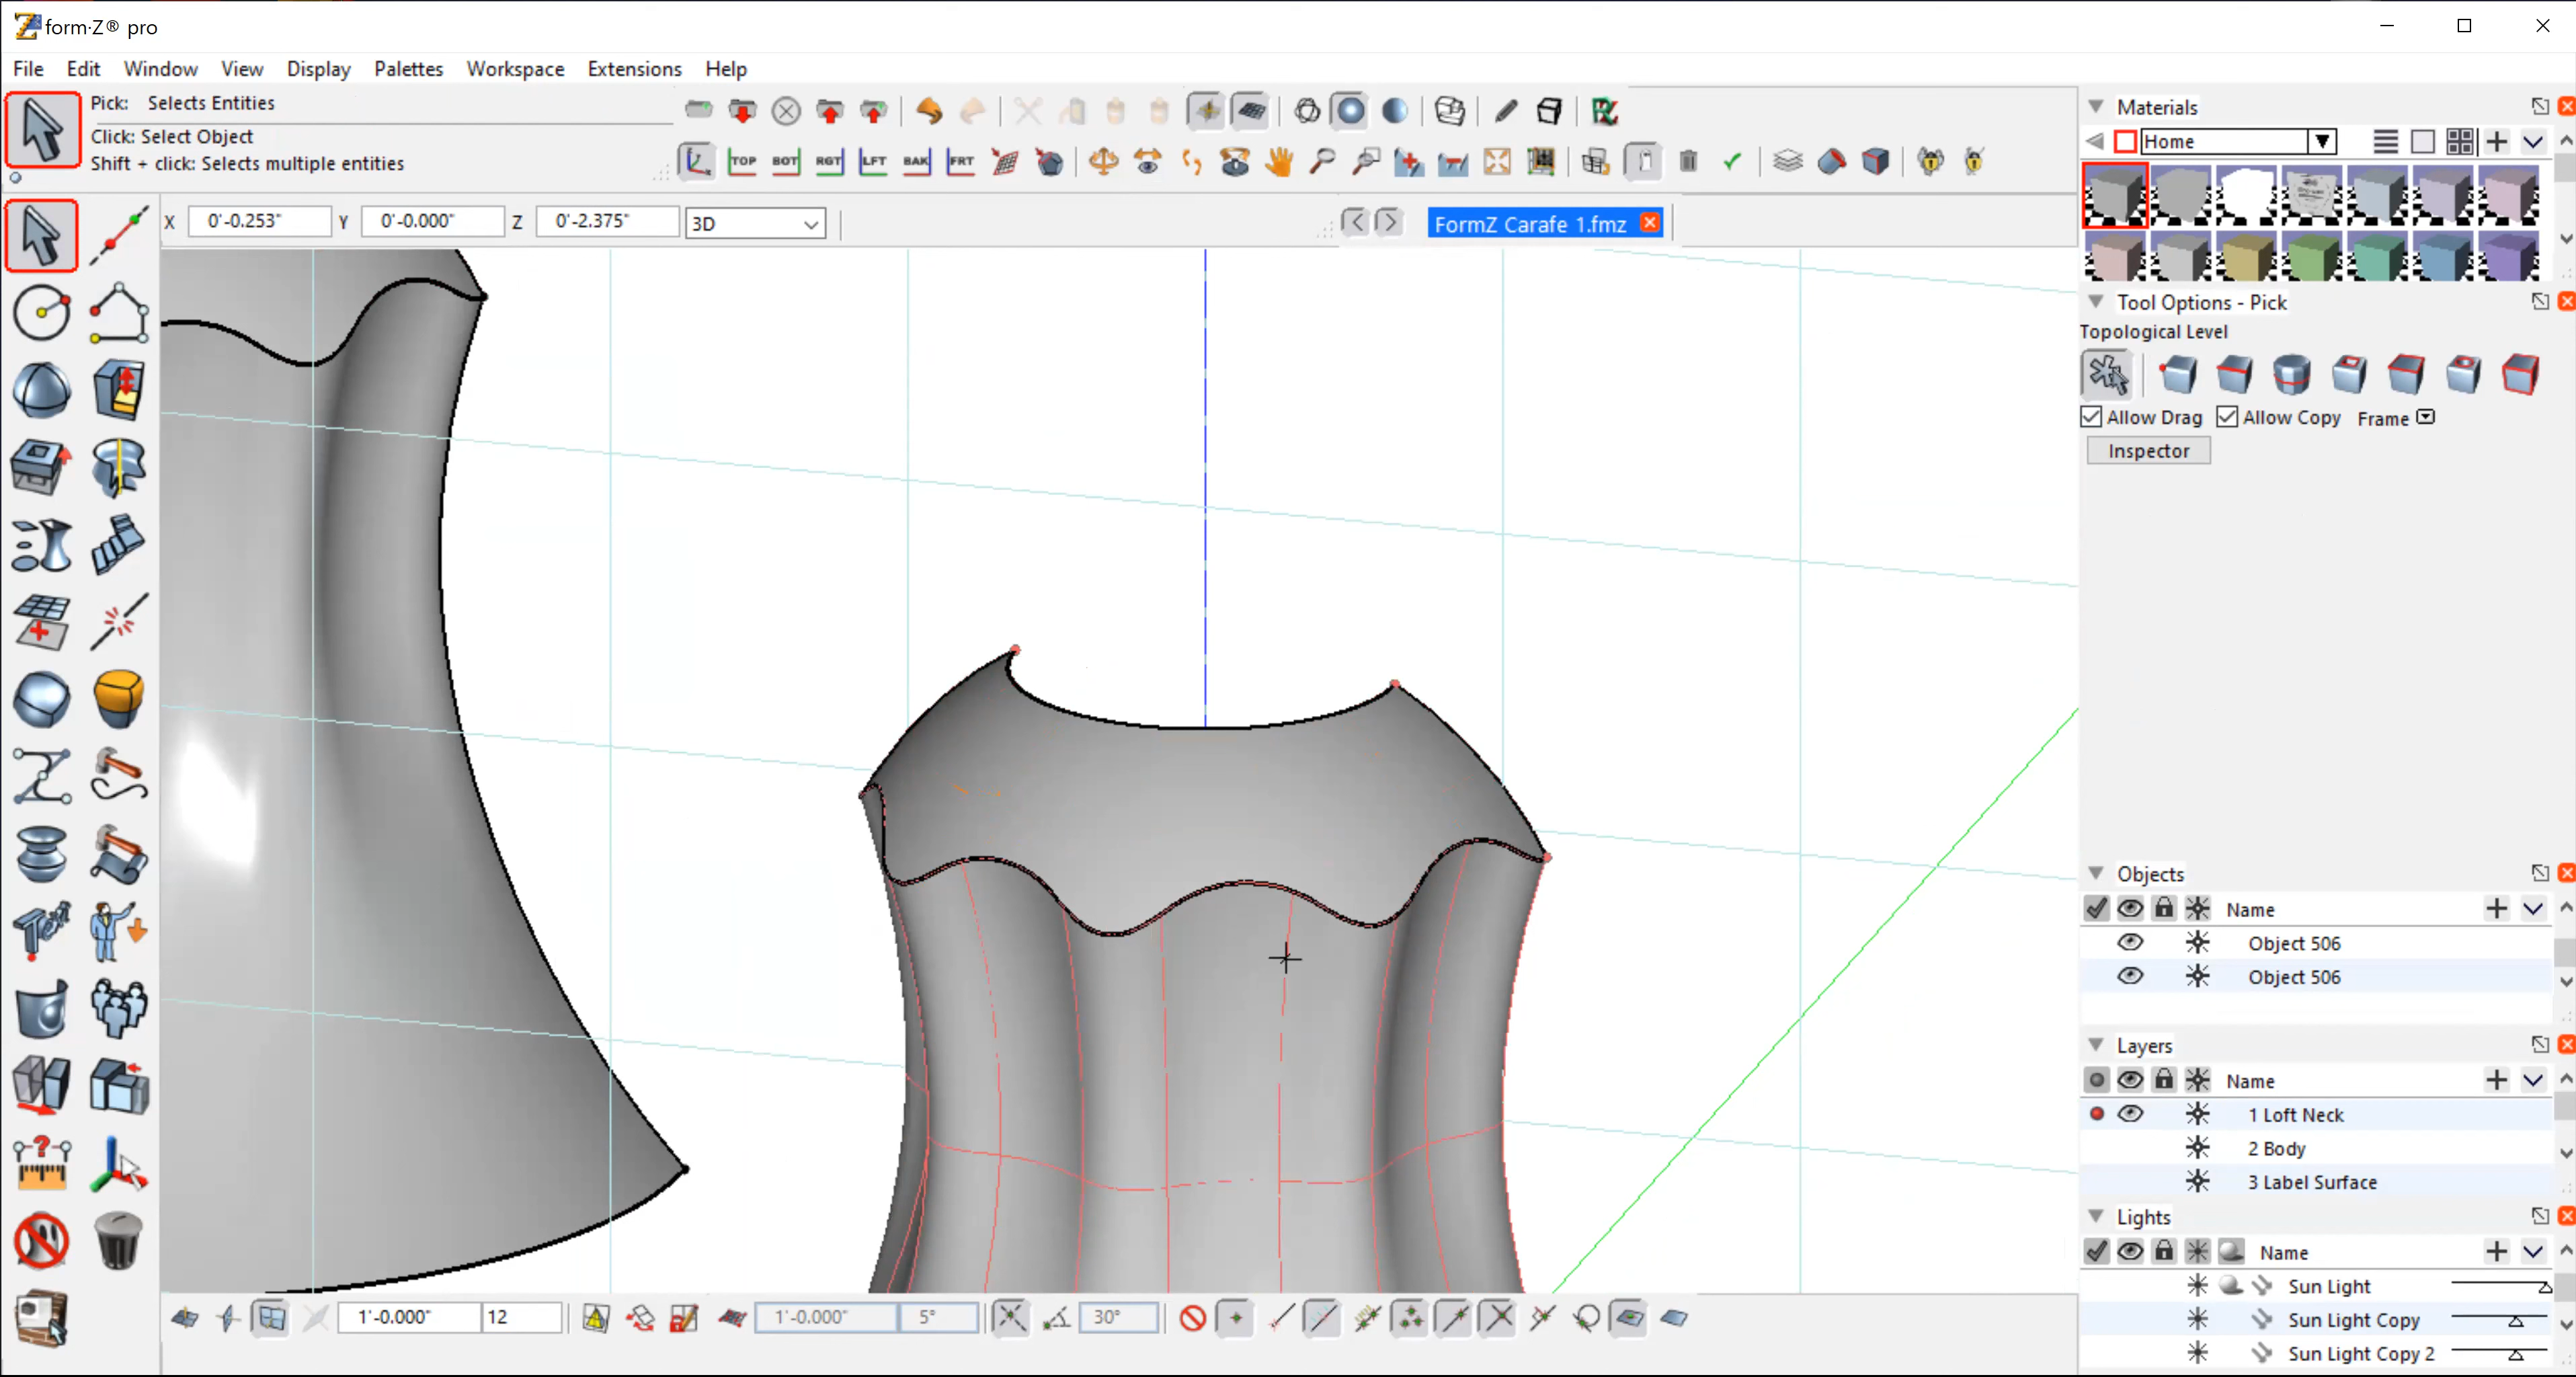 form·Z® pro
File Edit Window View Display Palettes Workspace Extensions Help
Pick: Selects Entities
Click: Select Object
Shift + click: Selects multiple entities
TOP BOT RGT LFT BAK FRT
X 0'-0.253" Y 0'-0.000" Z 0'-2.375" 3D
FormZ Carafe 1.fmz
Materials
Home
Tool Options - Pick
Topological Level
Allow Drag Allow Copy Frame
Inspector
Objects
Name
Object 506
Object 506
Layers
Name
1 Loft Neck
2 Body
3 Label Surface
Lights
Name
Sun Light
Sun Light Copy
Sun Light Copy 2
1'-0.000" 12 1'-0.000" 5° 30°